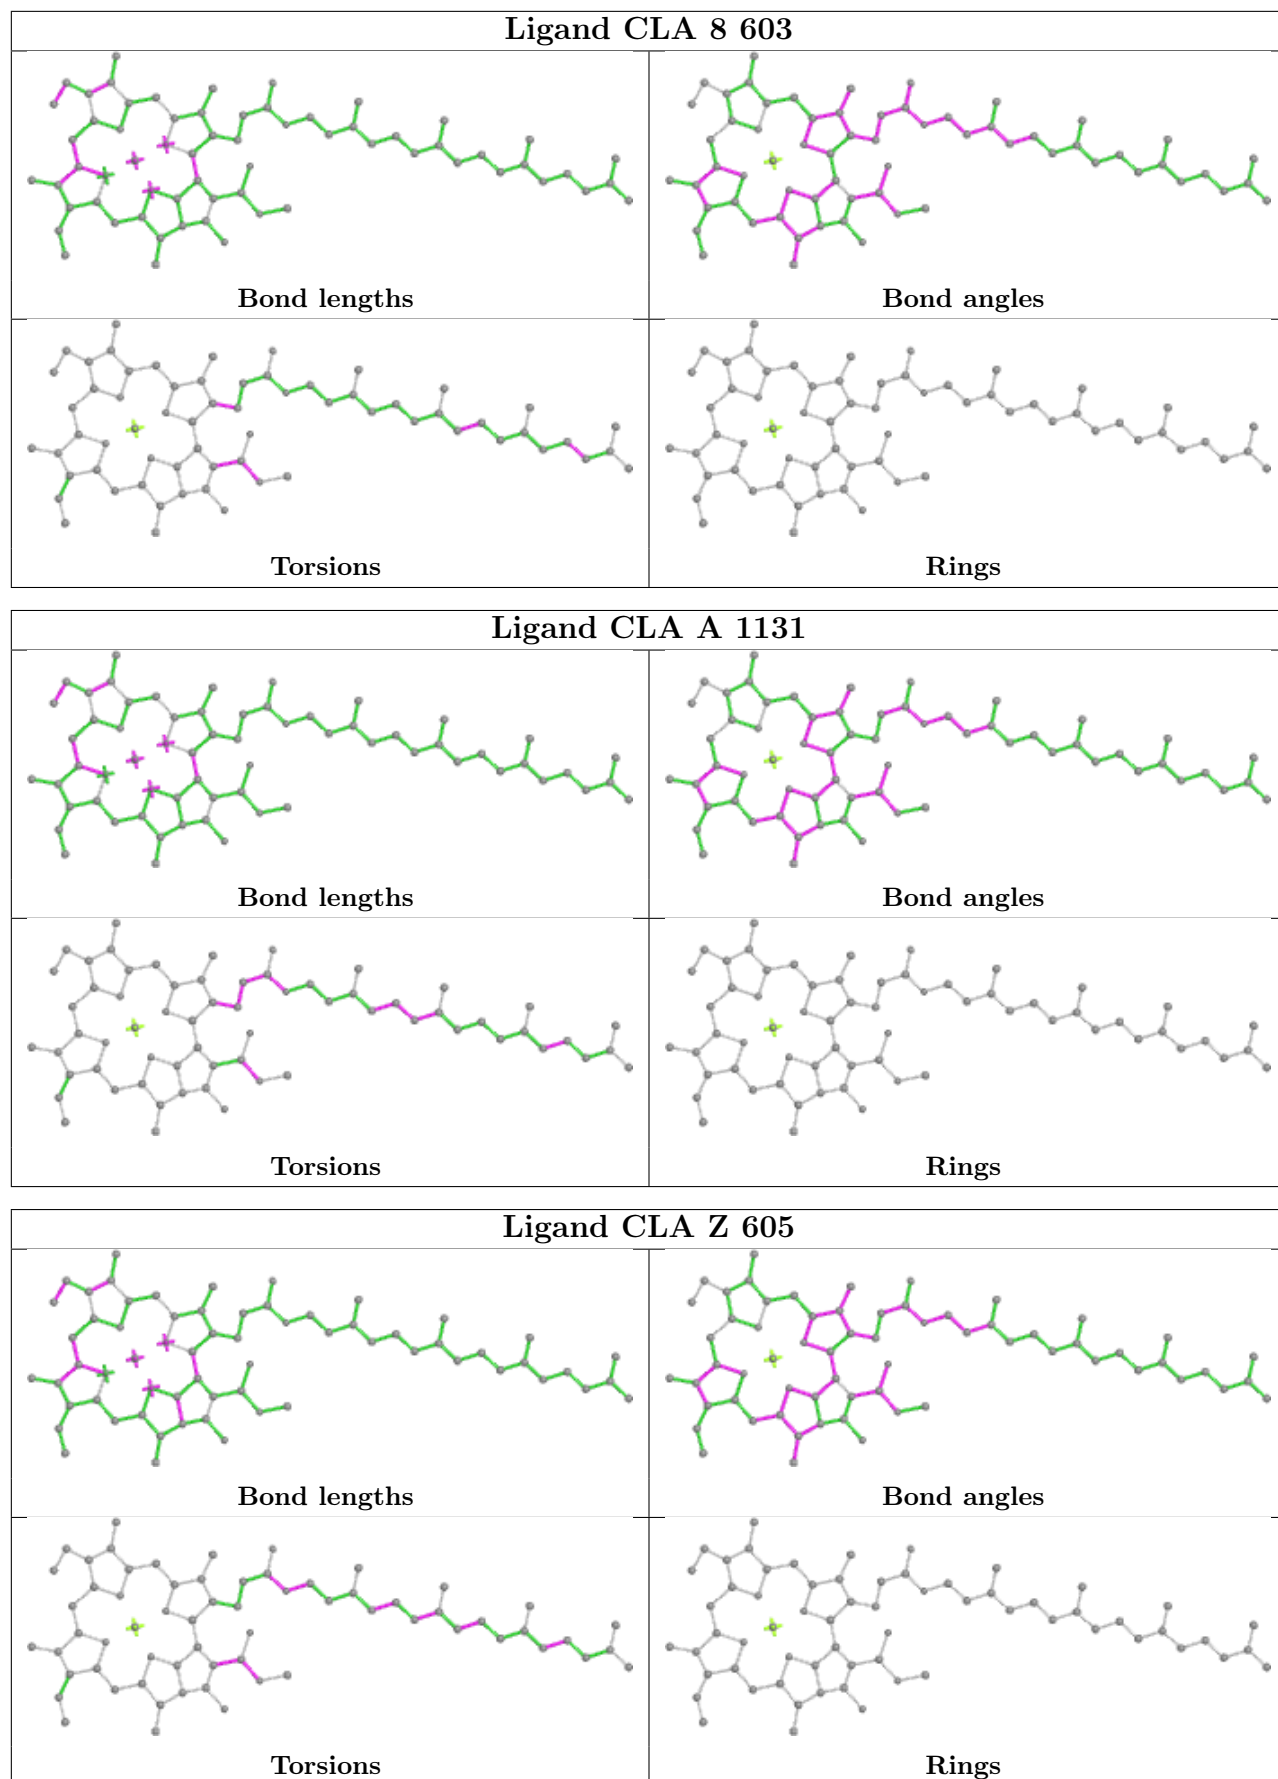 Ligand CLA 8 603
Bond lengths
Bond angles
Torsions
Rings
Ligand CLA A 1131
Bond lengths
Bond angles
Torsions
Rings
Ligand CLA Z 605
Bond lengths
Bond angles
Torsions
Rings